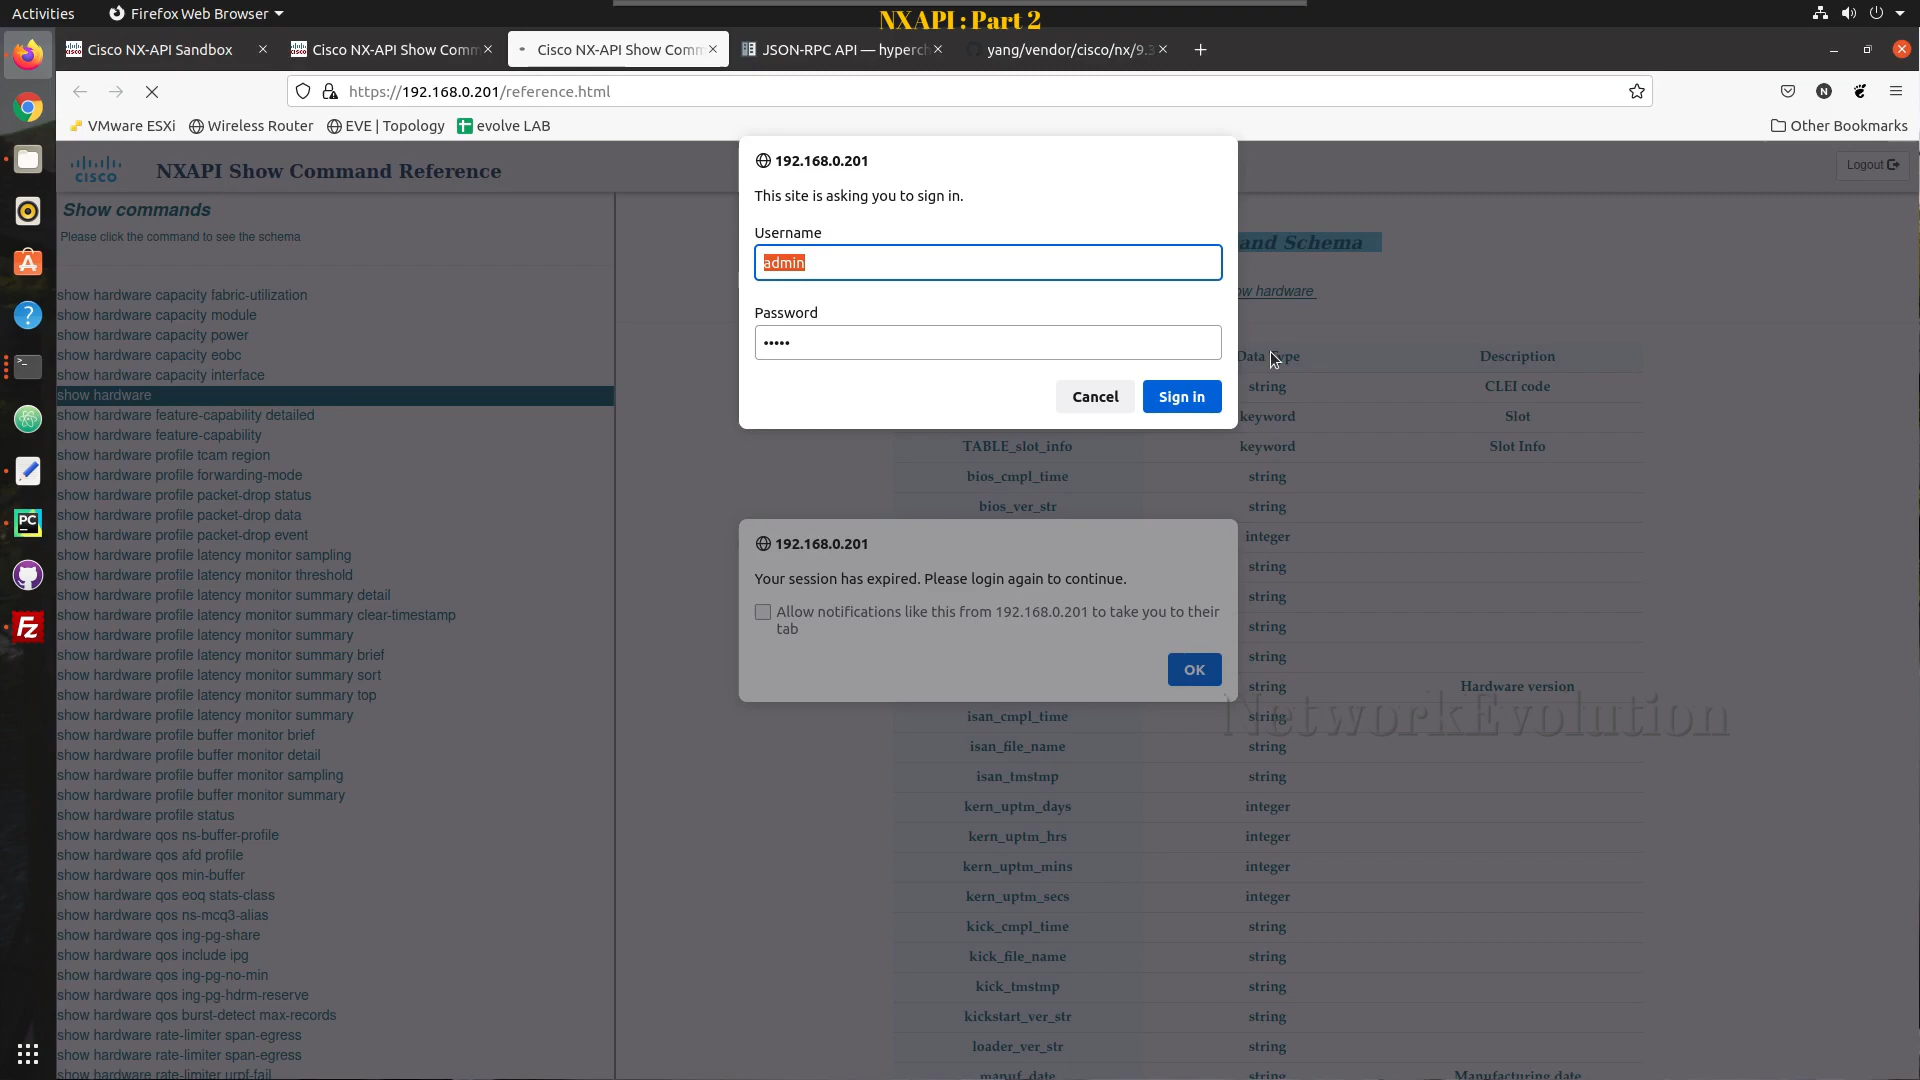 Activities
Firefox Web Browser
NXAPI : Part 2
Cisco NX-API Sandbox
Cisco NX-API Show Comm
Cisco NX-API Show Comm
JSON-RPC API — hyperch
yang/vendor/cisco/nx/9.3
https://192.168.0.201/reference.html
VMware ESXi
Wireless Router
EVE | Topology
evolve LAB
Other Bookmarks
CISCO
NXAPI Show Command Reference
Logout
Show commands
Please click the command to see the schema
show hardware capacity fabric-utilization
show hardware capacity module
show hardware capacity power
show hardware capacity eobc
show hardware capacity interface
show hardware
show hardware feature-capability detailed
show hardware feature-capability
show hardware profile tcam region
show hardware profile forwarding-mode
show hardware profile packet-drop status
show hardware profile packet-drop data
show hardware profile packet-drop event
show hardware profile latency monitor sampling
show hardware profile latency monitor threshold
show hardware profile latency monitor summary detail
show hardware profile latency monitor summary clear-timestamp
show hardware profile latency monitor summary
show hardware profile latency monitor summary brief
show hardware profile latency monitor summary sort
show hardware profile latency monitor summary top
show hardware profile latency monitor summary
show hardware profile buffer monitor brief
show hardware profile buffer monitor detail
show hardware profile buffer monitor sampling
show hardware profile buffer monitor summary
show hardware profile status
show hardware qos ns-buffer-profile
show hardware qos afd profile
show hardware qos min-buffer
show hardware qos eoq stats-class
show hardware qos ns-mcq3-alias
show hardware qos ing-pg-share
show hardware qos include ipg
show hardware qos ing-pg-no-min
show hardware qos ing-pg-hdrm-reserve
show hardware qos burst-detect max-records
show hardware rate-limiter span-egress
show hardware rate-limiter span-egress
show hardware rate-limiter urpf-fail
192.168.0.201
This site is asking you to sign in.
Username
admin
Password
•••••
Cancel
Sign in
192.168.0.201
Your session has expired. Please login again to continue.
Allow notifications like this from 192.168.0.201 to take you to their
tab
OK
and Schema
ow hardware
Data Type Description
string CLEI code
keyword Slot
TABLE_slot_info keyword Slot Info
bios_cmpl_time string
bios_ver_str string
integer
string
string
string
string
string Hardware version
isan_cmpl_time string
isan_file_name string
isan_tmstmp string
kern_uptm_days integer
kern_uptm_hrs integer
kern_uptm_mins integer
kern_uptm_secs integer
kick_cmpl_time string
kick_file_name string
kick_tmstmp string
kickstart_ver_str string
loader_ver_str string
manuf_date string Manufacturing date
NetworkEvolution